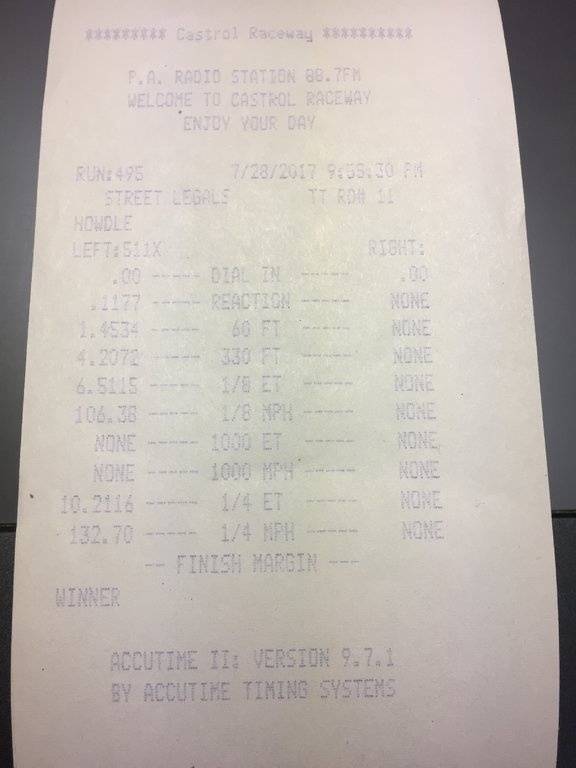 ********* Castrol Raceway **********
P.A. RADIO STATION 88.7FM
WELCOME TO CASTROL RACEWAY
ENJOY YOUR DAY
RUN:495 7/28/2017 9:55:30 PM
STREET LEGALS TT RD# 11
HOWDLE
LEFT:511X RIGHT:
.00 ----- DIAL IN ----- .00
.1177 ----- REACTION ----- NONE
1.4534 ----- 60 FT ----- NONE
4.2072 ----- 330 FT ----- NONE
6.5115 ----- 1/8 ET ----- NONE
106.38 ----- 1/8 MPH ----- NONE
NONE ----- 1000 ET ----- NONE
NONE ----- 1000 MPH ----- NONE
10.2116 ----- 1/4 ET ----- NONE
132.70 ----- 1/4 MPH ----- NONE
-- FINISH MARGIN ---
WINNER
ACCUTIME II: VERSION 9.7.1
BY ACCUTIME TIMING SYSTEMS